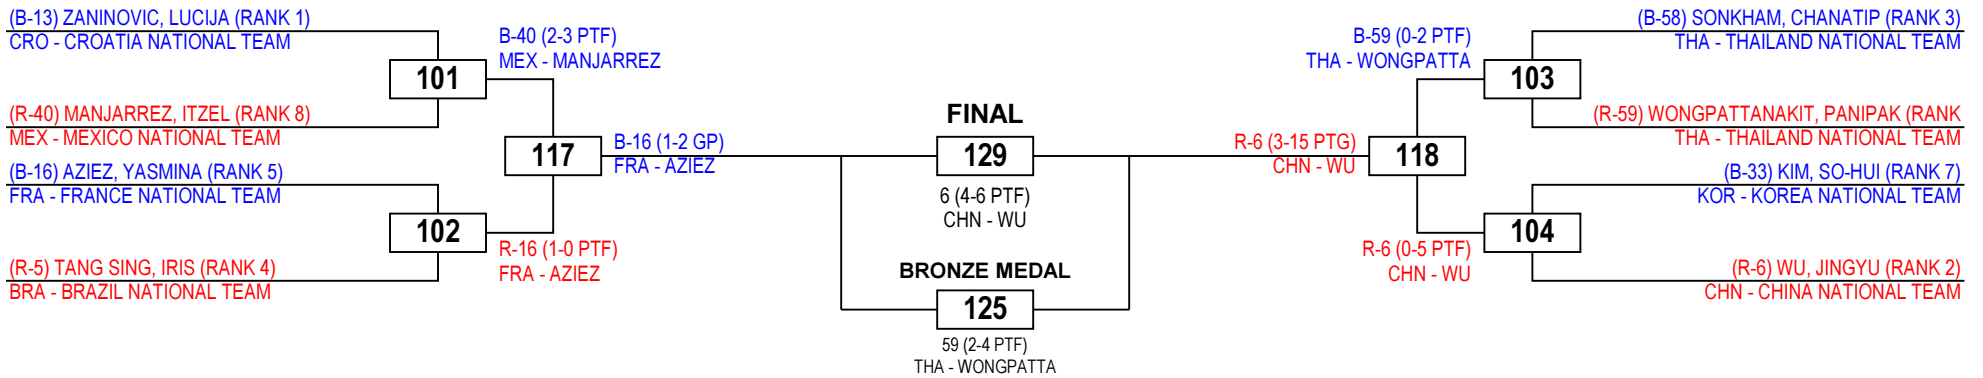 (B-13) ZANINOVIC, LUCIJA (RANK 1)
CRO - CROATIA NATIONAL TEAM
101
(R-40) MANJARREZ, ITZEL (RANK 8)
MEX - MEXICO NATIONAL TEAM
(B-16) AZIEZ, YASMINA (RANK 5)
FRA - FRANCE NATIONAL TEAM
102
(R-5) TANG SING, IRIS (RANK 4)
BRA - BRAZIL NATIONAL TEAM
B-40 (2-3 PTF)
MEX - MANJARREZ
117
R-16 (1-0 PTF)
FRA - AZIEZ
B-16 (1-2 GP)
FRA - AZIEZ
FINAL
129
6 (4-6 PTF)
CHN - WU
BRONZE MEDAL
125
59 (2-4 PTF)
THA - WONGPATTA
R-6 (3-15 PTG)
CHN - WU
B-59 (0-2 PTF)
THA - WONGPATTA
118
R-6 (0-5 PTF)
CHN - WU
(B-58) SONKHAM, CHANATIP (RANK 3)
THA - THAILAND NATIONAL TEAM
103
(R-59) WONGPATTANAKIT, PANIPAK (RANK
THA - THAILAND NATIONAL TEAM
(B-33) KIM, SO-HUI (RANK 7)
KOR - KOREA NATIONAL TEAM
104
(R-6) WU, JINGYU (RANK 2)
CHN - CHINA NATIONAL TEAM